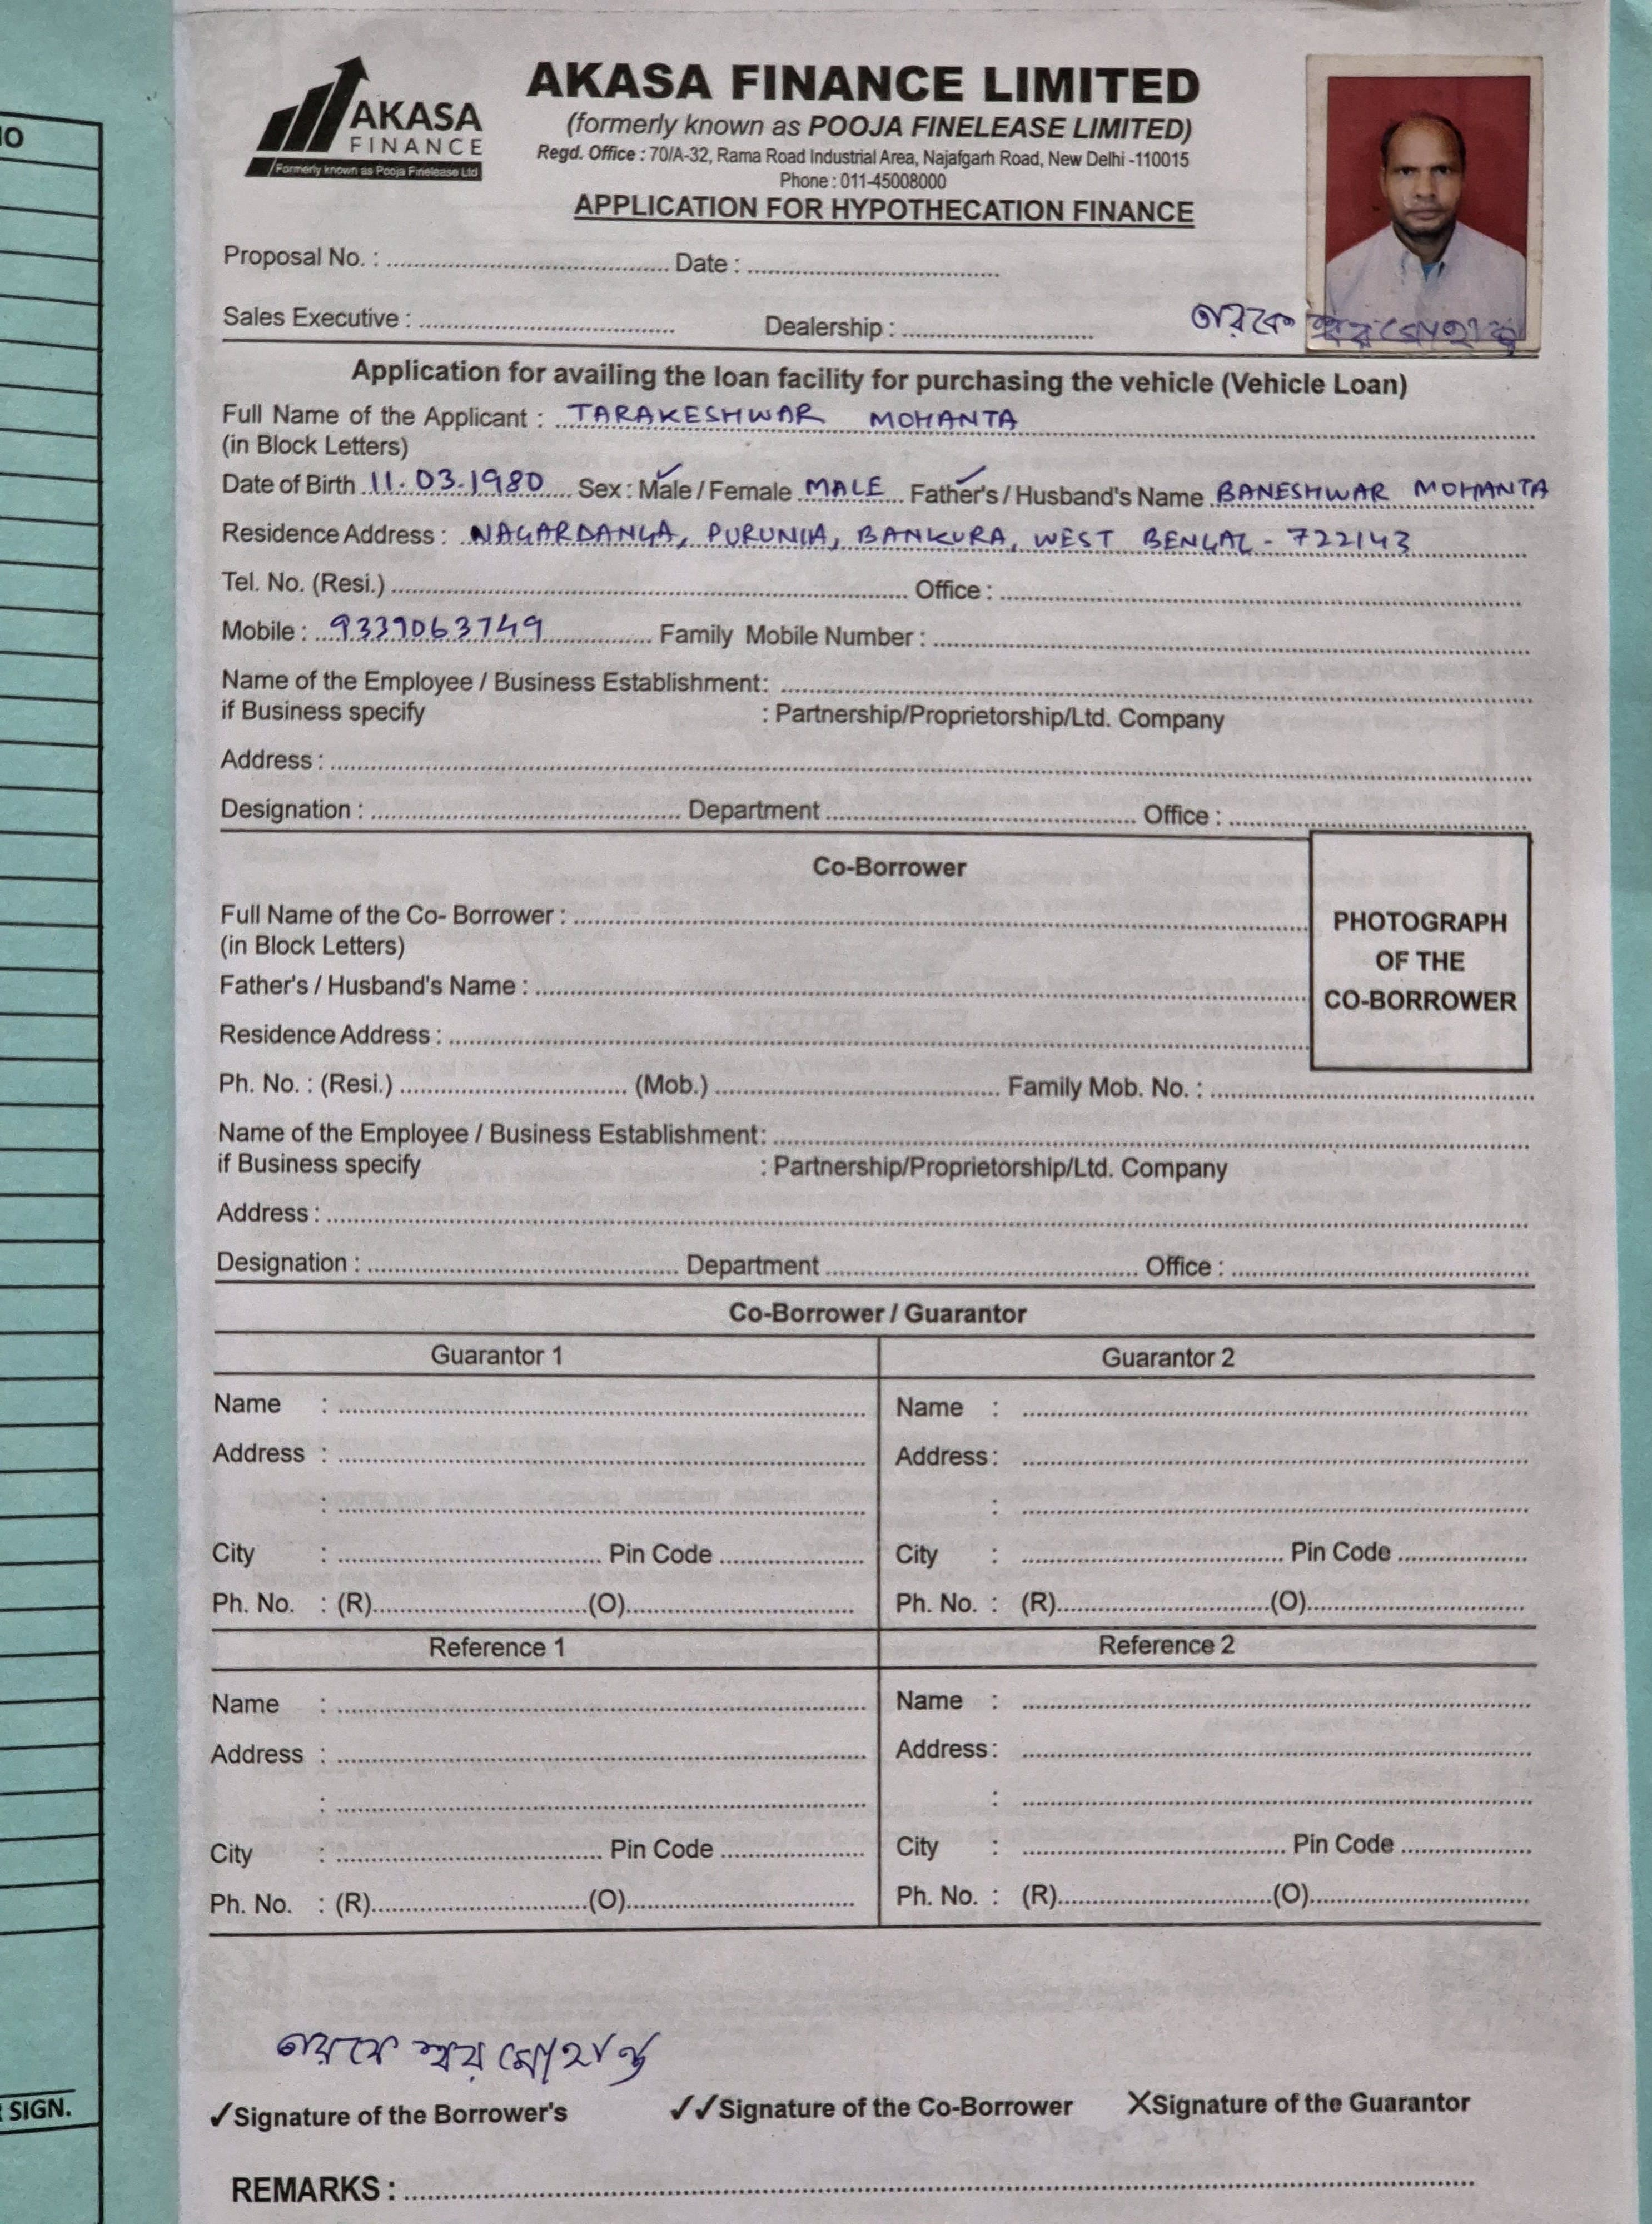 IO
AKASA
FINANCE
Formerly known as Pooja Finelease Ltd
AKASA FINANCE LIMITED
(formerly known as POOJA FINELEASE LIMITED)
Regd. Office : 70/A-32, Rama Road Industrial Area, Najafgarh Road, New Delhi -110015
Phone : 011-45008000
APPLICATION FOR HYPOTHECATION FINANCE
Proposal No. : Date :
Sales Executive : Dealership :
তারকেশ্বর মোহান্ত
Application for availing the loan facility for purchasing the vehicle (Vehicle Loan)
Full Name of the Applicant : TARAKESHWAR MOHANTA
(in Block Letters)
Date of Birth 11.03.1980 Sex : Male / Female MALE Father's / Husband's Name BANESHWAR MOHANTA
Residence Address : NAGARDANGA, PURUNIA, BANKURA, WEST BENGAL - 722143
Tel. No. (Resi.) Office :
Mobile : 9339063749 Family Mobile Number :
Name of the Employee / Business Establishment:
if Business specify : Partnership/Proprietorship/Ltd. Company
Address :
Designation : Department Office :
Co-Borrower
Full Name of the Co- Borrower :
(in Block Letters)
Father's / Husband's Name :
Residence Address :
PHOTOGRAPH
OF THE
CO-BORROWER
Ph. No. : (Resi.) (Mob.) Family Mob. No. :
Name of the Employee / Business Establishment:
if Business specify : Partnership/Proprietorship/Ltd. Company
Address :
Designation : Department Office :
Co-Borrower / Guarantor
Guarantor 1 Guarantor 2
Name : Name :
Address : Address :
: :
City : Pin Code City : Pin Code
Ph. No. : (R) (O) Ph. No. : (R) (O)
Reference 1 Reference 2
Name : Name :
Address : Address :
: :
City : Pin Code City : Pin Code
Ph. No. : (R) (O) Ph. No. : (R) (O)
তারকেশ্বর মোহান্ত
SIGN.
✓Signature of the Borrower's ✓✓Signature of the Co-Borrower XSignature of the Guarantor
REMARKS :